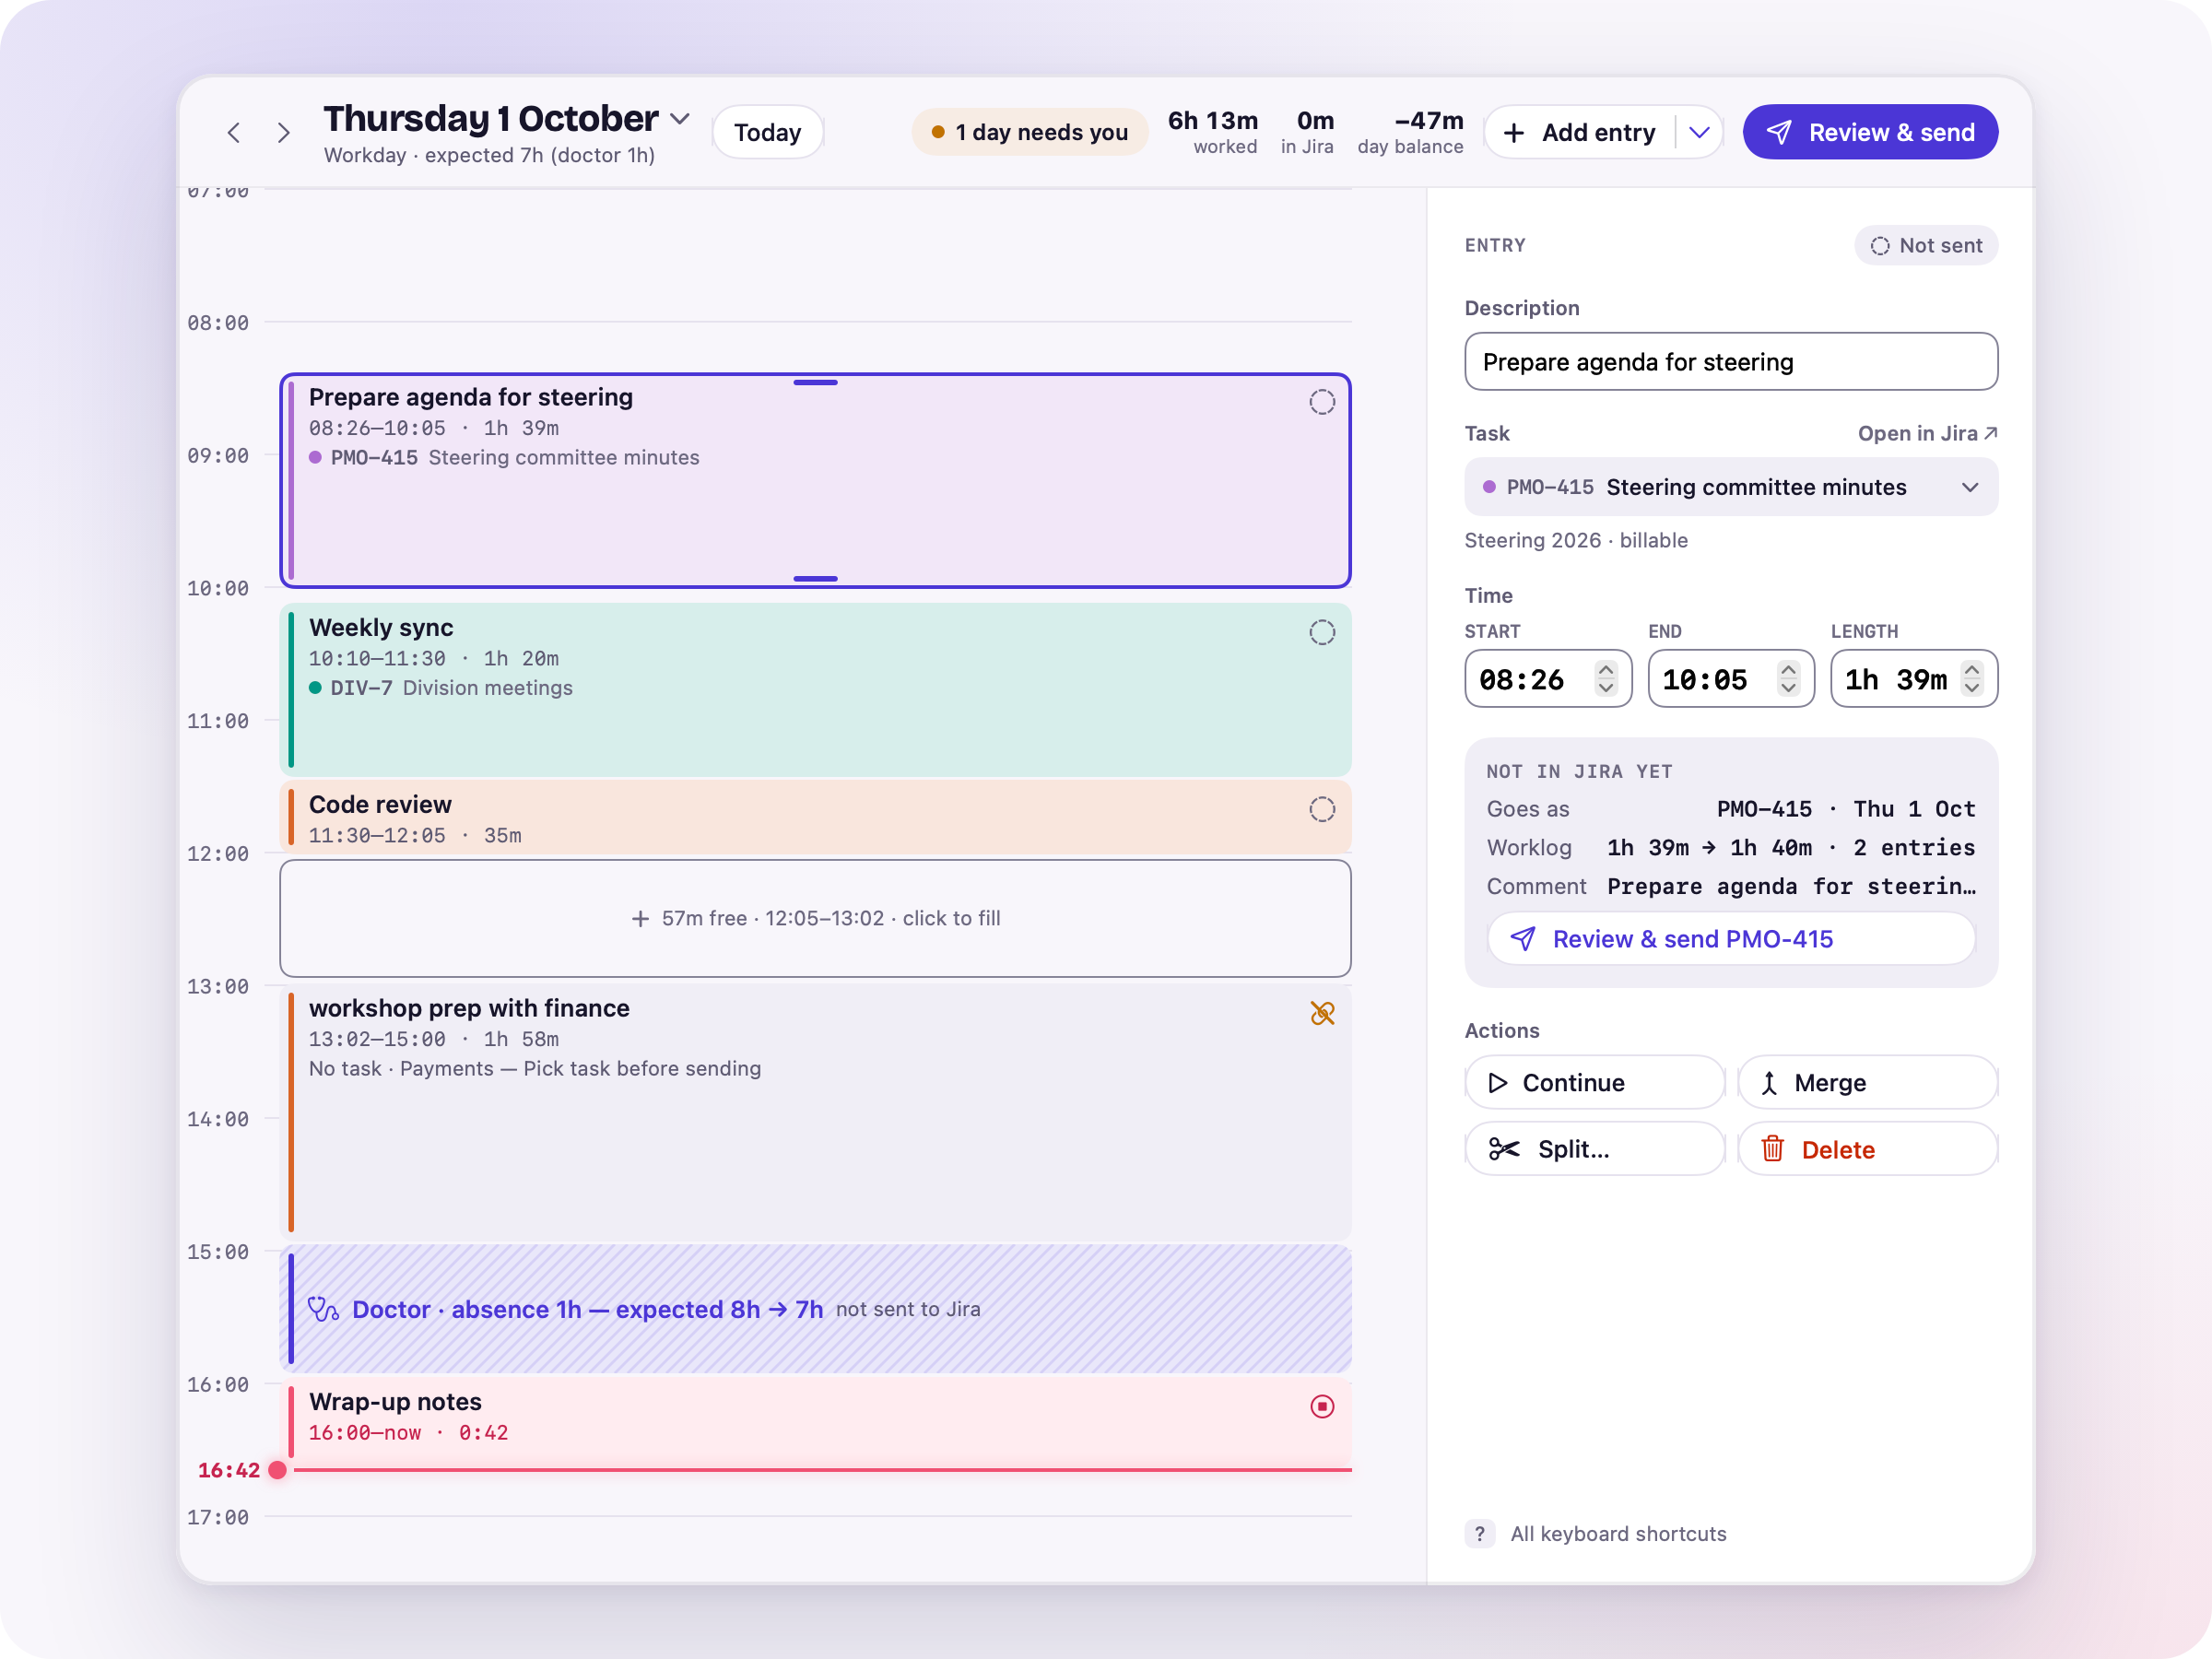 Thursday 1 October
Workday · expected 7h (doctor 1h)
Today
1 day needs you
6h 13m
worked
0m
in Jira
−47m
day balance
Add entry
Review & send
07:00
08:00
09:00
10:00
11:00
12:00
13:00
14:00
15:00
16:00
16:42
17:00
Prepare agenda for steering
08:26–10:05 · 1h 39m
PMO-415 Steering committee minutes
Weekly sync
10:10–11:30 · 1h 20m
DIV-7 Division meetings
Code review
11:30–12:05 · 35m
57m free · 12:05–13:02 · click to fill
workshop prep with finance
13:02–15:00 · 1h 58m
No task · Payments — Pick task before sending
Doctor · absence 1h — expected 8h → 7h not sent to Jira
Wrap-up notes
16:00–now · 0:42
ENTRY
Not sent
Description
Prepare agenda for steering
Task
Open in Jira
PMO-415 Steering committee minutes
Steering 2026 · billable
Time
START
END
LENGTH
08:26
10:05
1h 39m
NOT IN JIRA YET
Goes as PMO-415 · Thu 1 Oct
Worklog 1h 39m → 1h 40m · 2 entries
Comment Prepare agenda for steerin…
Review & send PMO-415
Actions
Continue
Merge
Split...
Delete
? All keyboard shortcuts